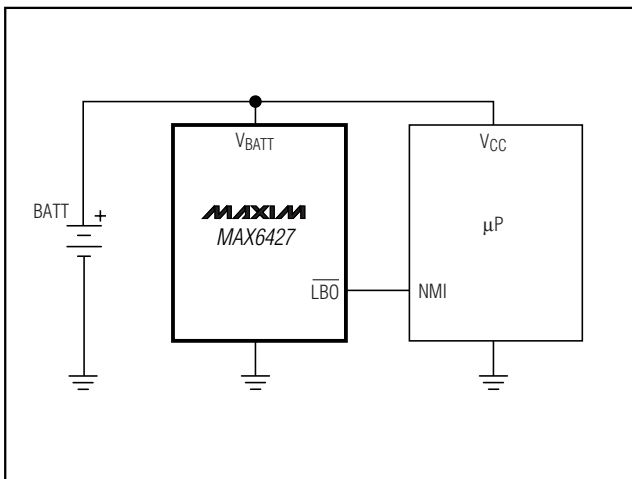 VBATT
VCC
BATT +
MAXIM
MAX6427
µP
LBO
NMI